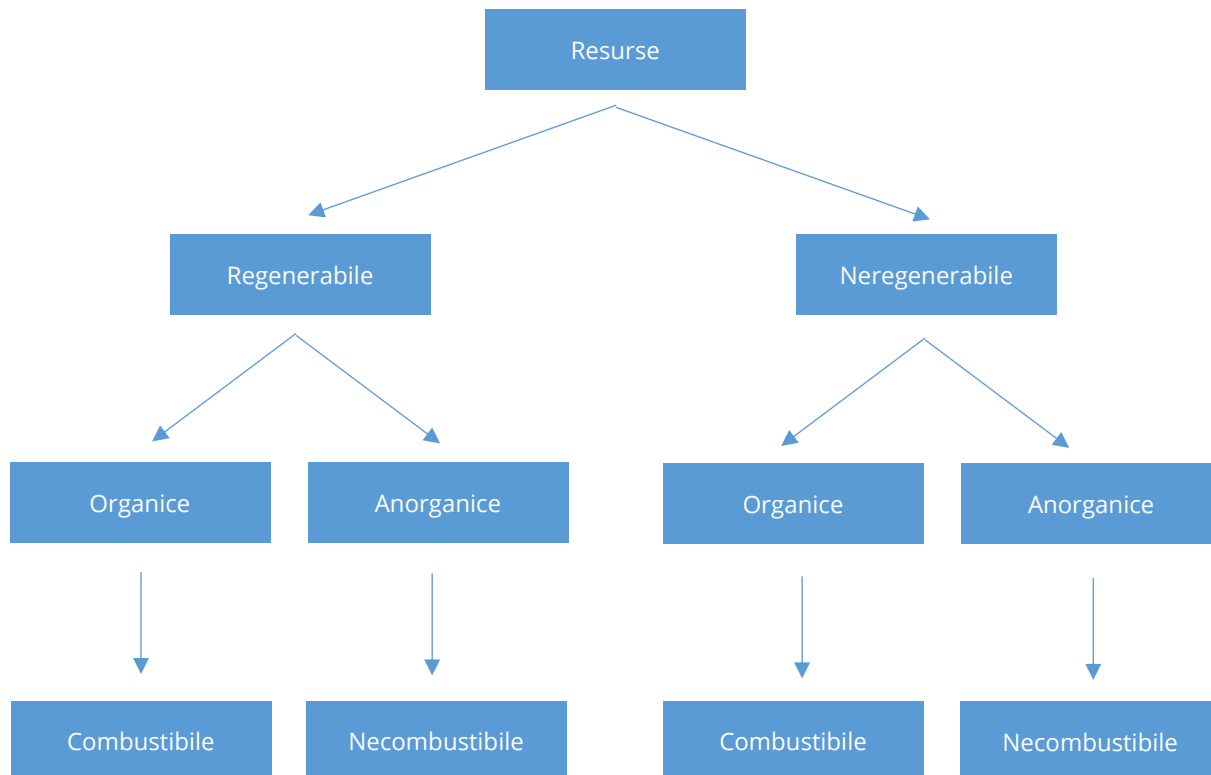 Resurse
Regenerabile
Neregenerabile
Organice
Anorganice
Organice
Anorganice
Combustibile
Necombustibile
Combustibile
Necombustibile